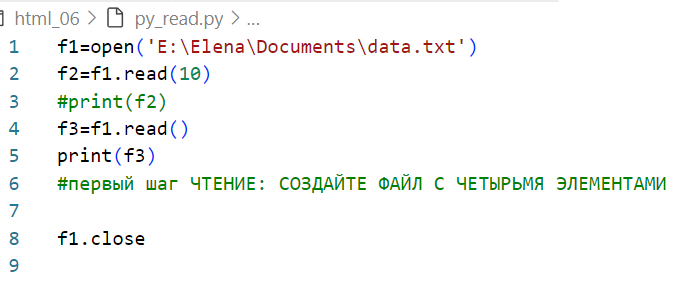 html_06 > py_read.py > ...
1 f1=open('E:\Elena\Documents\data.txt')
2 f2=f1.read(10)
3 #print(f2)
4 f3=f1.read()
5 print(f3)
6 #первый шаг ЧТЕНИЕ: СОЗДАЙТЕ ФАЙЛ С ЧЕТЫРЬМЯ ЭЛЕМЕНТАМИ
7
8 f1.close
9